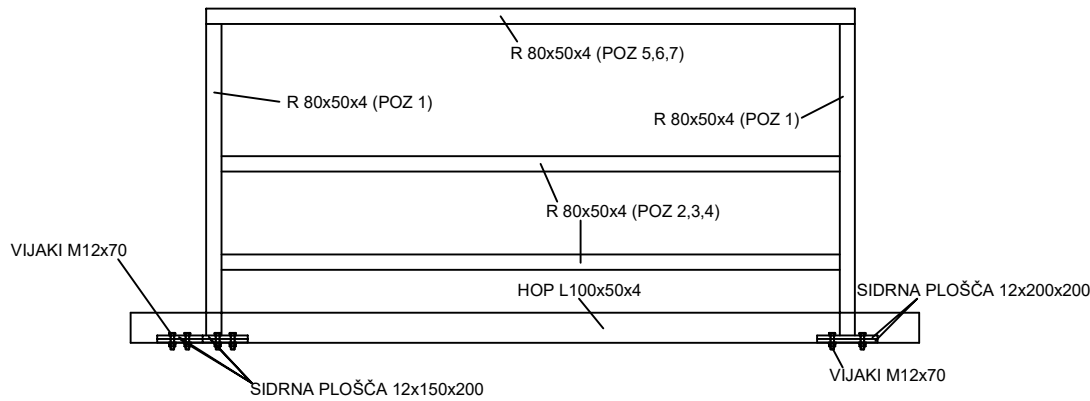 R 80x50x4 (POZ 5,6,7)
R 80x50x4 (POZ 1)
R 80x50x4 (POZ 1)
R 80x50x4 (POZ 2,3,4)
VIJAKI M12x70
HOP L100x50x4
SIDRNA PLOŠČA 12x200x200
VIJAKI M12x70
SIDRNA PLOŠČA 12x150x200